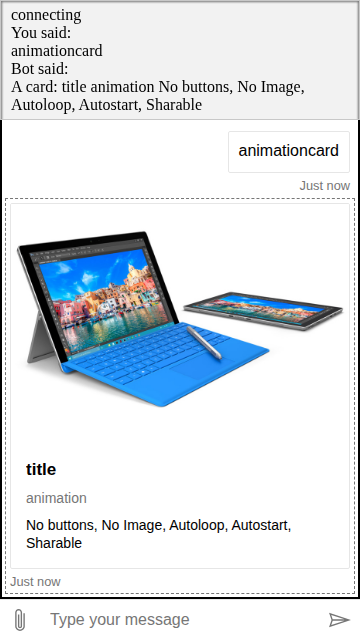 connecting
You said:
animationcard
Bot said:
A card: title animation No buttons, No Image,
Autoloop, Autostart, Sharable
animationcard
Just now
title
animation
No buttons, No Image, Autoloop, Autostart,
Sharable
Just now
Type your message